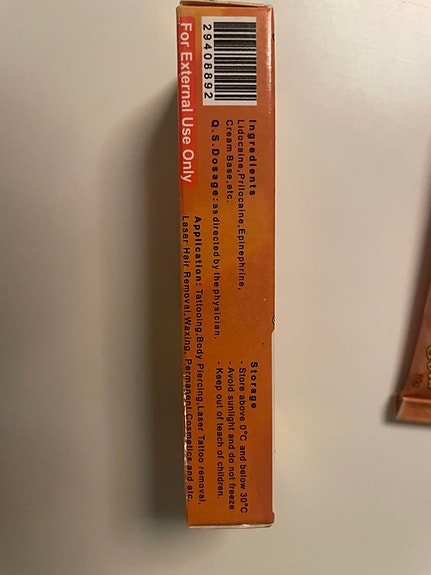 29408892
For External Use Only
Ingredients
Lidocaine,Prilocaine,Epinephrine,
Cream Base,etc.
Q.S.Dosage: as directed by the physician.
Application: Tattooing,Body Piercing,Laser Tattoo removal,
Laser Hair Removal,Waxing, Permanent Cosmetics and etc.
Storage
- Store above 0°C and below 30°C
- Avoid sunlight and do not freeze
- Keep out of teach of children.